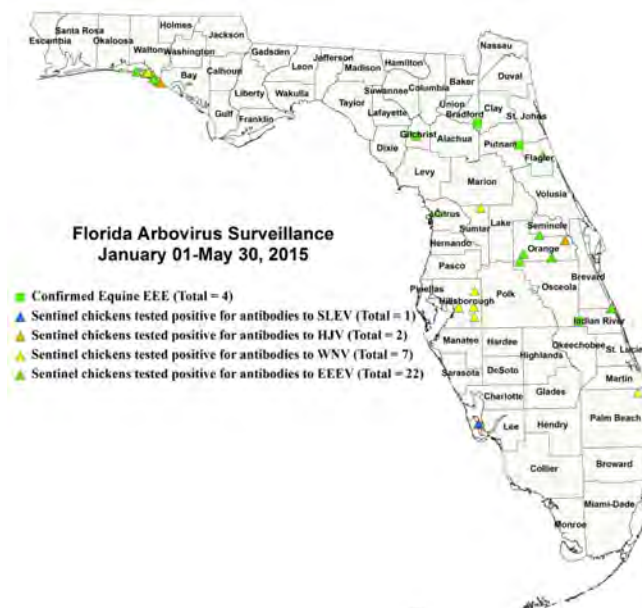 Holmes
Santa Rosa
Jackson
Escambia
Okaloosa
Walton
Washington
Gadsden
Nassau
Calhoun
Bay
Leon
Jefferson
Madison
Hamilton
Baker
Duval
Liberty
Wakulla
Suwannee
Columbia
Gulf
Franklin
Taylor
Lafayette
Union
Bradford
Clay
St. Johns
Dixie
Gilchrist
Alachua
Putnam
Flagler
Levy
Marion
Volusia
Citrus
Sumter
Lake
Seminole
Hernando
Orange
Pasco
Brevard
Pinellas
Hillsborough
Polk
Osceola
Indian River
Manatee
Hardee
Okeechobee
St. Lucie
Highlands
Sarasota
DeSoto
Martin
Charlotte
Glades
Lee
Hendry
Palm Beach
Collier
Broward
Miami-Dade
Monroe
Florida Arbovirus Surveillance
January 01-May 30, 2015
Confirmed Equine EEE (Total = 4)
Sentinel chickens tested positive for antibodies to SLEV (Total = 1)
Sentinel chickens tested positive for antibodies to HJV (Total = 2)
Sentinel chickens tested positive for antibodies to WNV (Total = 7)
Sentinel chickens tested positive for antibodies to EEEV (Total = 22)